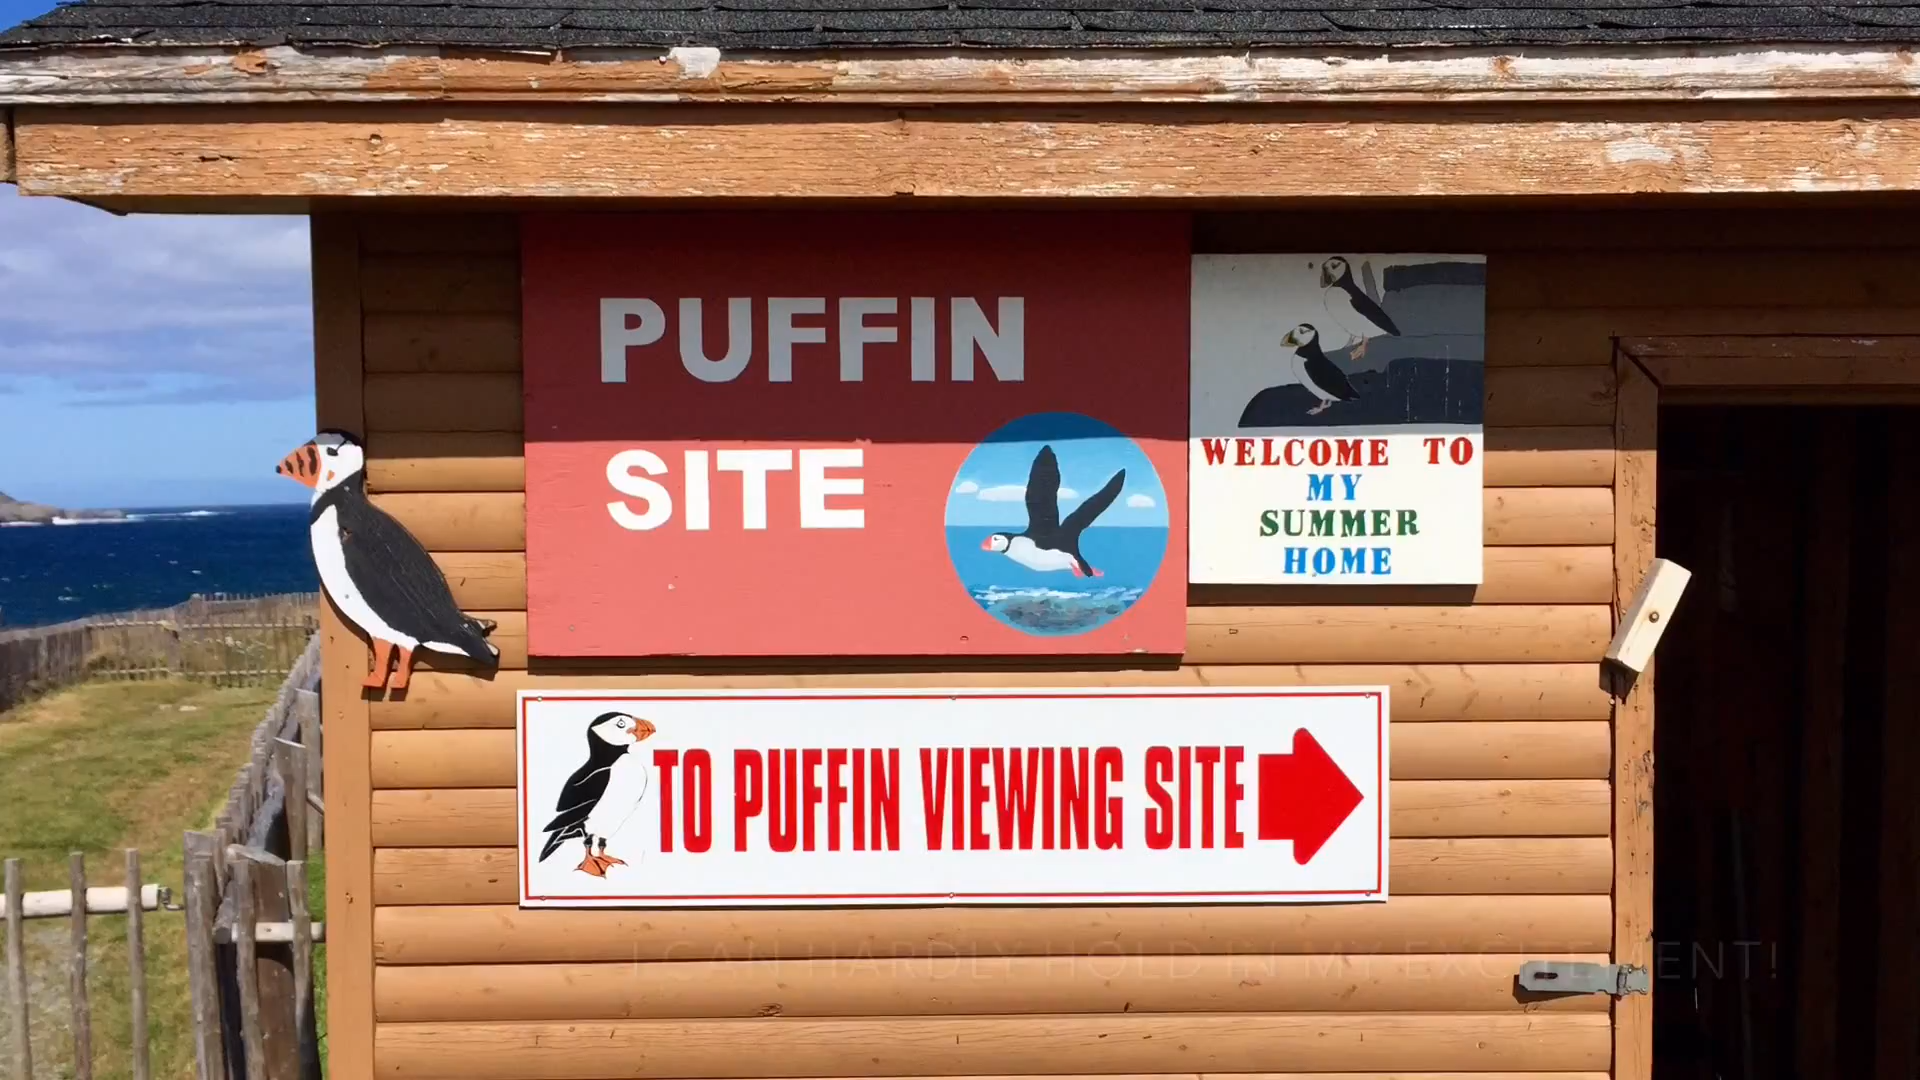 PUFFIN
SITE
WELCOME TO
MY
SUMMER
HOME
TO PUFFIN VIEWING SITE
I CAN HARDLY HOLD IN MY EXCITEMENT!